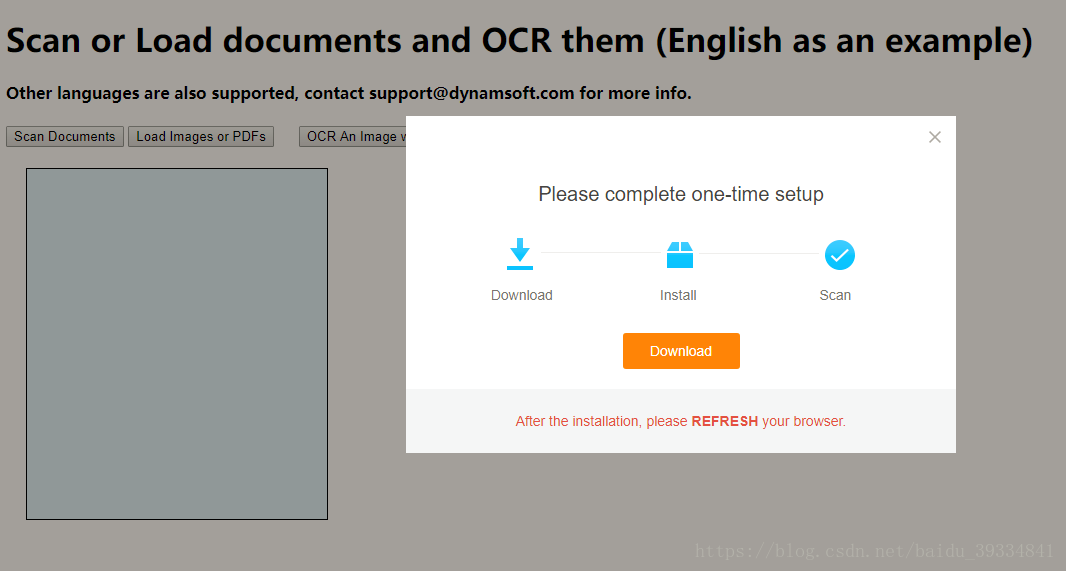 Scan or Load documents and OCR them (English as an example)
Other languages are also supported, contact support@dynamsoft.com for more info.
Scan Documents Load Images or PDFs OCR An Image
Please complete one-time setup
Download Install Scan
Download
After the installation, please REFRESH your browser.
https://blog.csdn.net/baidu_39334841